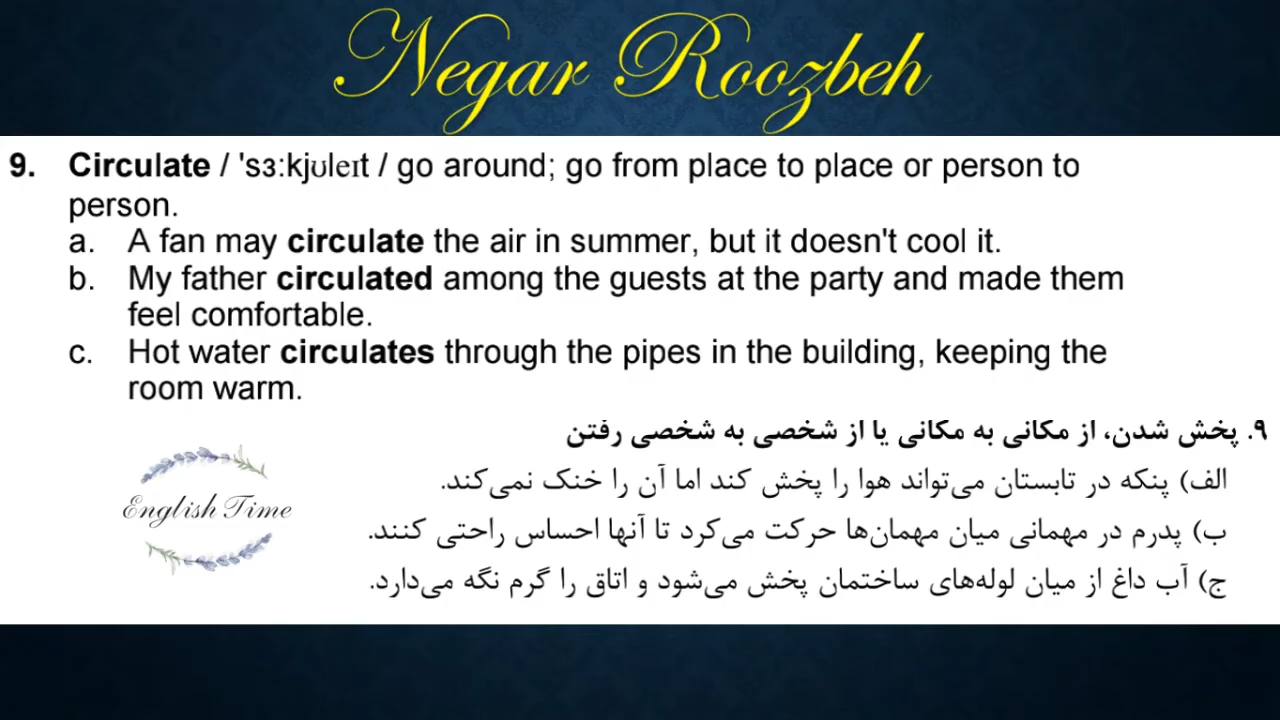 Negar Roozbeh
9. Circulate / 'sɜ:kjʊleɪt / go around; go from place to place or person to
person.
a. A fan may circulate the air in summer, but it doesn't cool it.
b. My father circulated among the guests at the party and made them
feel comfortable.
c. Hot water circulates through the pipes in the building, keeping the
room warm.
۹. پخش شدن، از مکانی به مکانی یا از شخصی به شخصی رفتن
الف) پنکه در تابستان می‌تواند هوا را پخش کند اما آن را خنک نمی‌کند.
ب) پدرم در مهمانی میان مهمان‌ها حرکت می‌کرد تا آنها احساس راحتی کنند.
ج) آب داغ از میان لوله‌های ساختمان پخش می‌شود و اتاق را گرم نگه می‌دارد.
English Time